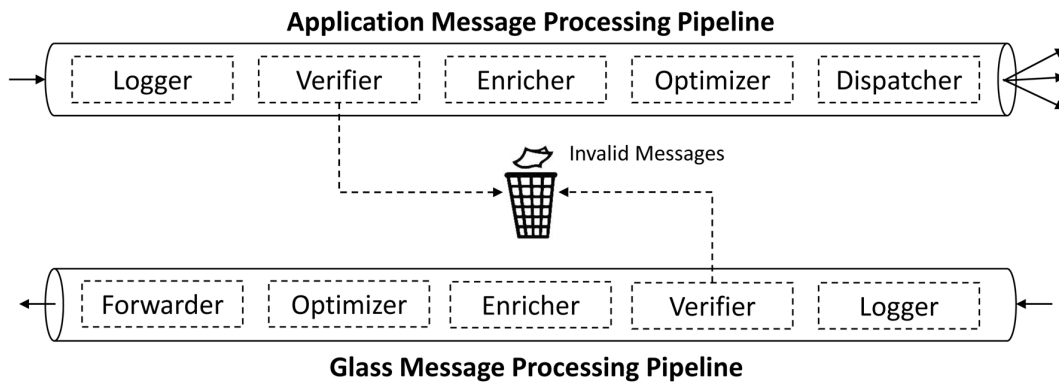 Application Message Processing Pipeline
Logger Verifier Enricher Optimizer Dispatcher
Invalid Messages
Forwarder Optimizer Enricher Verifier Logger
Glass Message Processing Pipeline